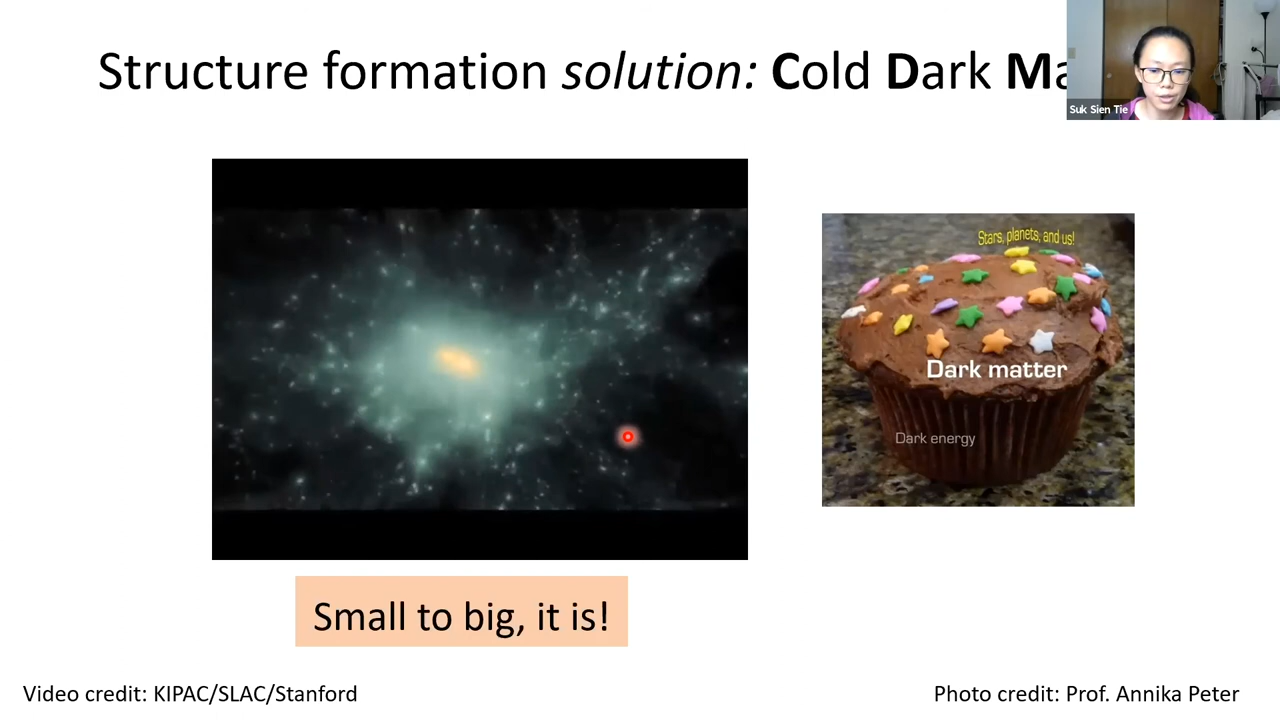 Structure formation solution: Cold Dark Ma
Suk Sien Tie
Stars, planets, and us!
Dark matter
Dark energy
Small to big, it is!
Video credit: KIPAC/SLAC/Stanford
Photo credit: Prof. Annika Peter